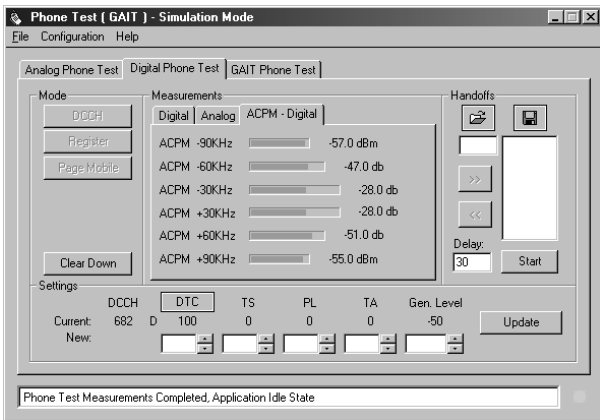 Phone Test ( GAIT ) - Simulation Mode
File Configuration Help
Analog Phone Test Digital Phone Test GAIT Phone Test
Mode
DCCH
Register
Page Mobile
Clear Down
Measurements
Digital Analog ACPM - Digital
ACPM -90KHz -57.0 dBm
ACPM -60KHz -47.0 db
ACPM -30KHz -28.0 db
ACPM +30KHz -28.0 db
ACPM +60KHz -51.0 db
ACPM +90KHz -55.0 dBm
Handoffs
>>
<<
Delay:
30 Start
Settings
DCCH DTC TS PL TA Gen. Level
Current: 682 D 100 0 0 0 -50 Update
New:
Phone Test Measurements Completed, Application Idle State